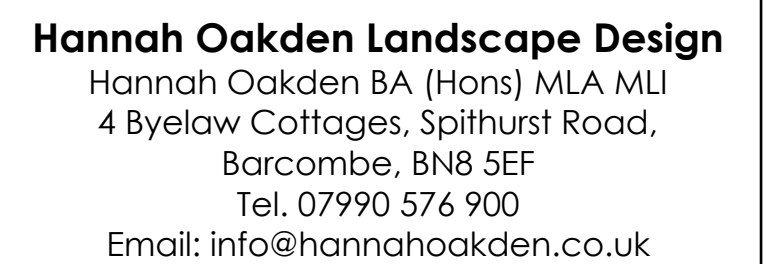 Hannah Oakden Landscape Design
Hannah Oakden BA (Hons) MLA MLI
4 Byelaw Cottages, Spithurst Road,
Barcombe, BN8 5EF
Tel. 07990 576 900
Email: info@hannahoakden.co.uk